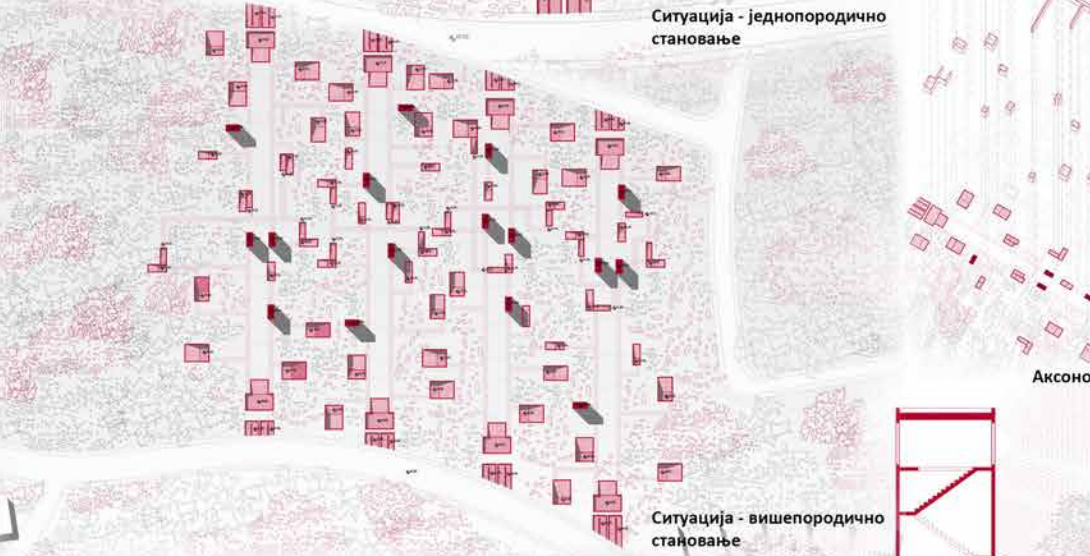 Ситуација - једнопородично
становање
Аксоно
Ситуација - вишепородично
становање